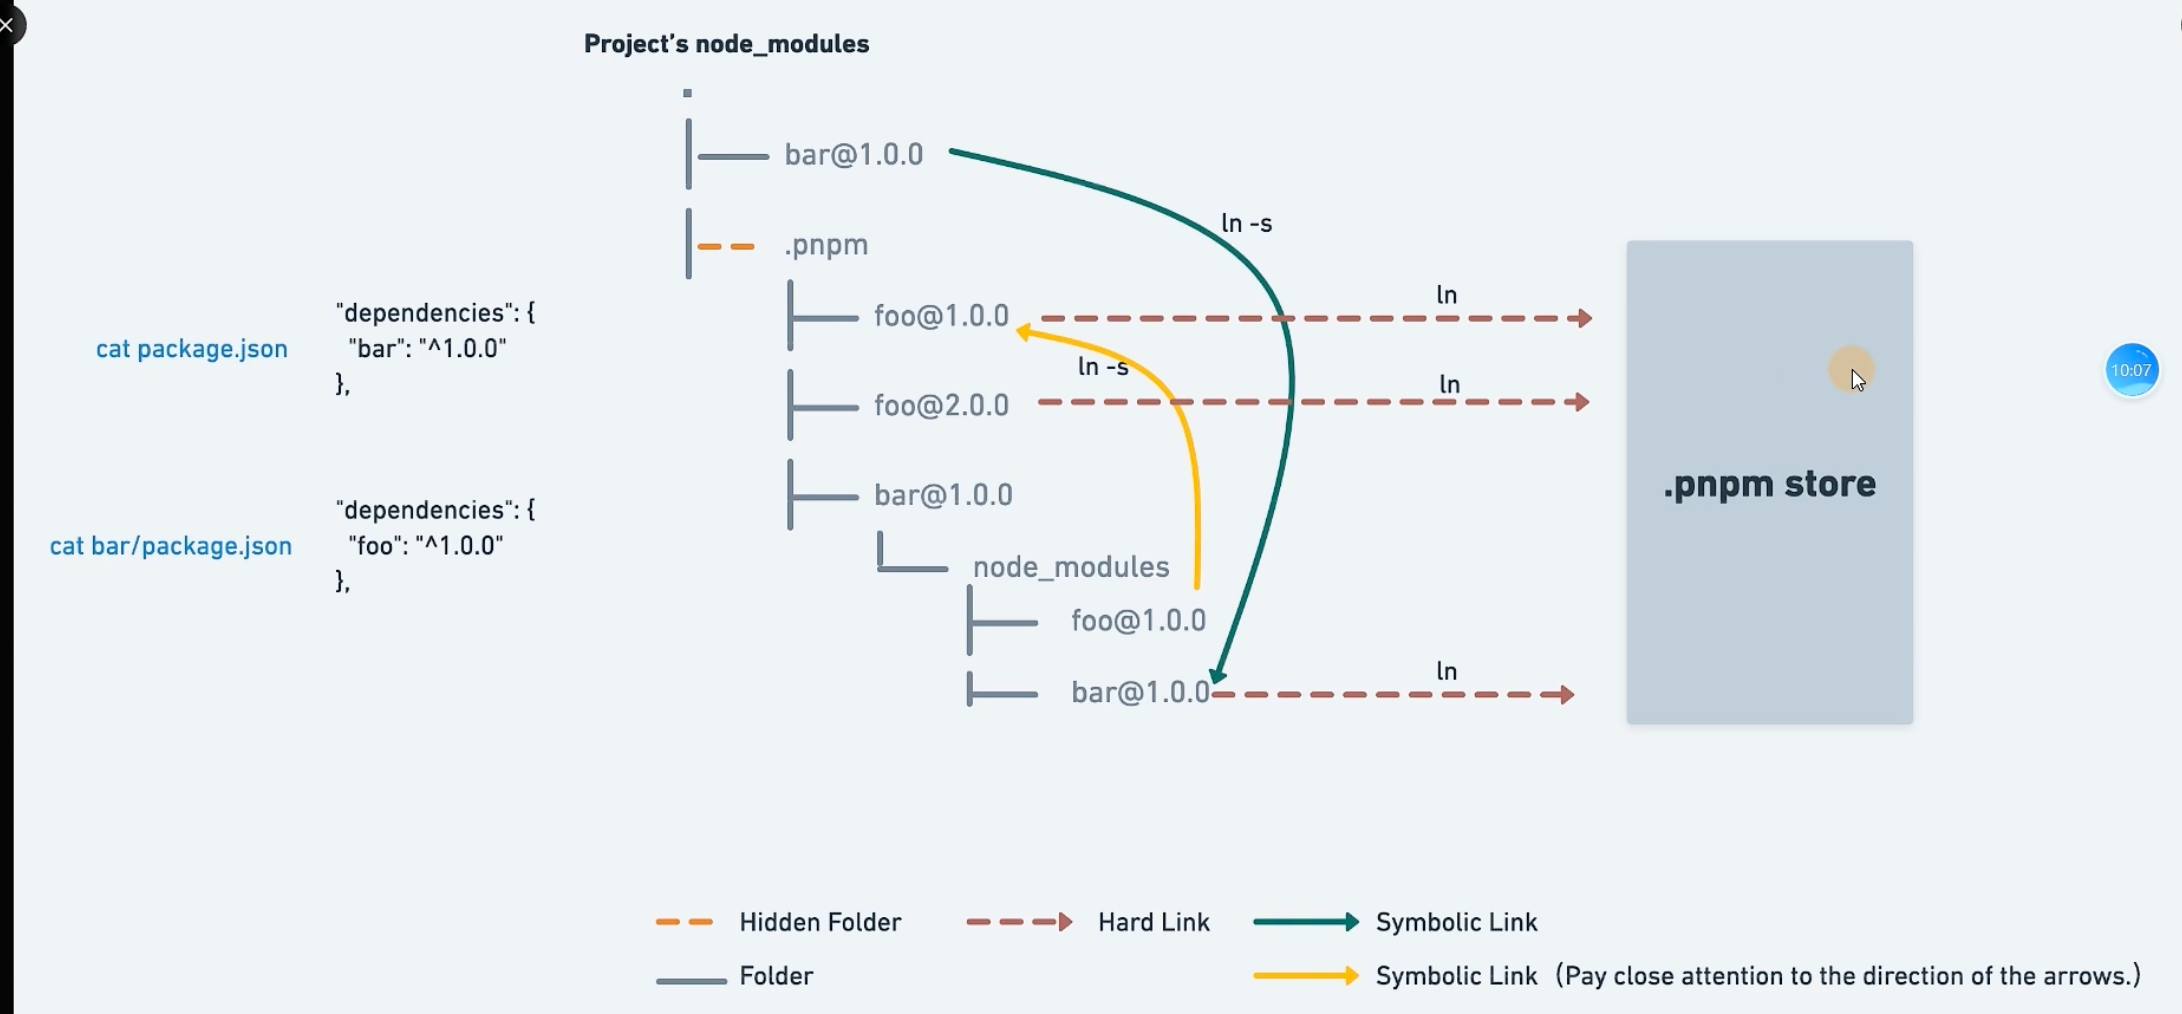 Project's node_modules
bar@1.0.0
ln -s
.pnpm
ln
foo@1.0.0
ln -s
ln
foo@2.0.0
bar@1.0.0
node_modules
foo@1.0.0
ln
bar@1.0.0
cat package.json
"dependencies": {
"bar": "^1.0.0"
},
cat bar/package.json
"dependencies": {
"foo": "^1.0.0"
},
.pnpm store
10:07
Hidden Folder
Hard Link
Symbolic Link
Folder
Symbolic Link (Pay close attention to the direction of the arrows.)